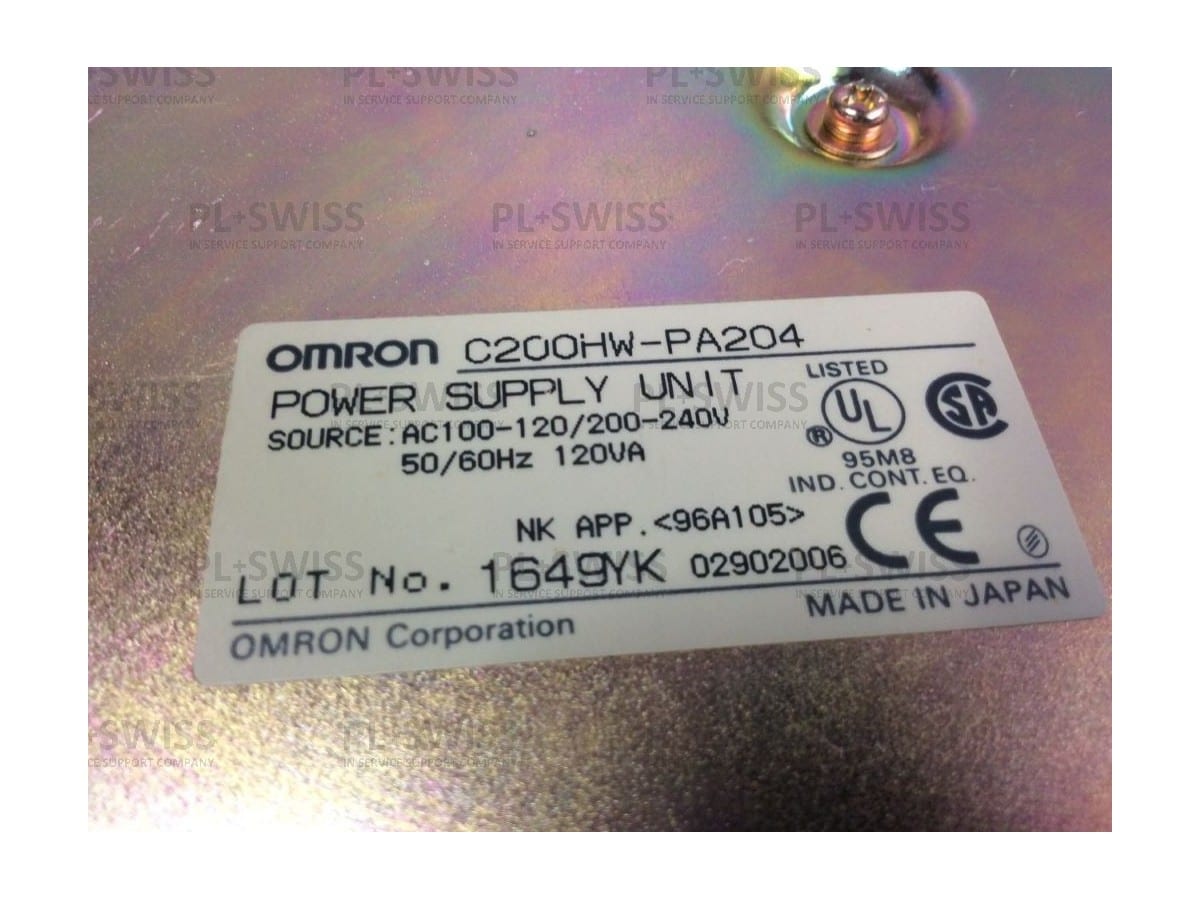 PL+SWISS
IN SERVICE SUPPORT COMPANY
OMRON C200HW-PA204
POWER SUPPLY UNIT
SOURCE:AC100-120/200-240V
50/60Hz 120VA
LISTED
UL
®
95M8
IND. CONT. EQ.
SA
NK APP.<96A105>
CE
LOT No. 1649YK 02902006
OMRON Corporation
MADE IN JAPAN